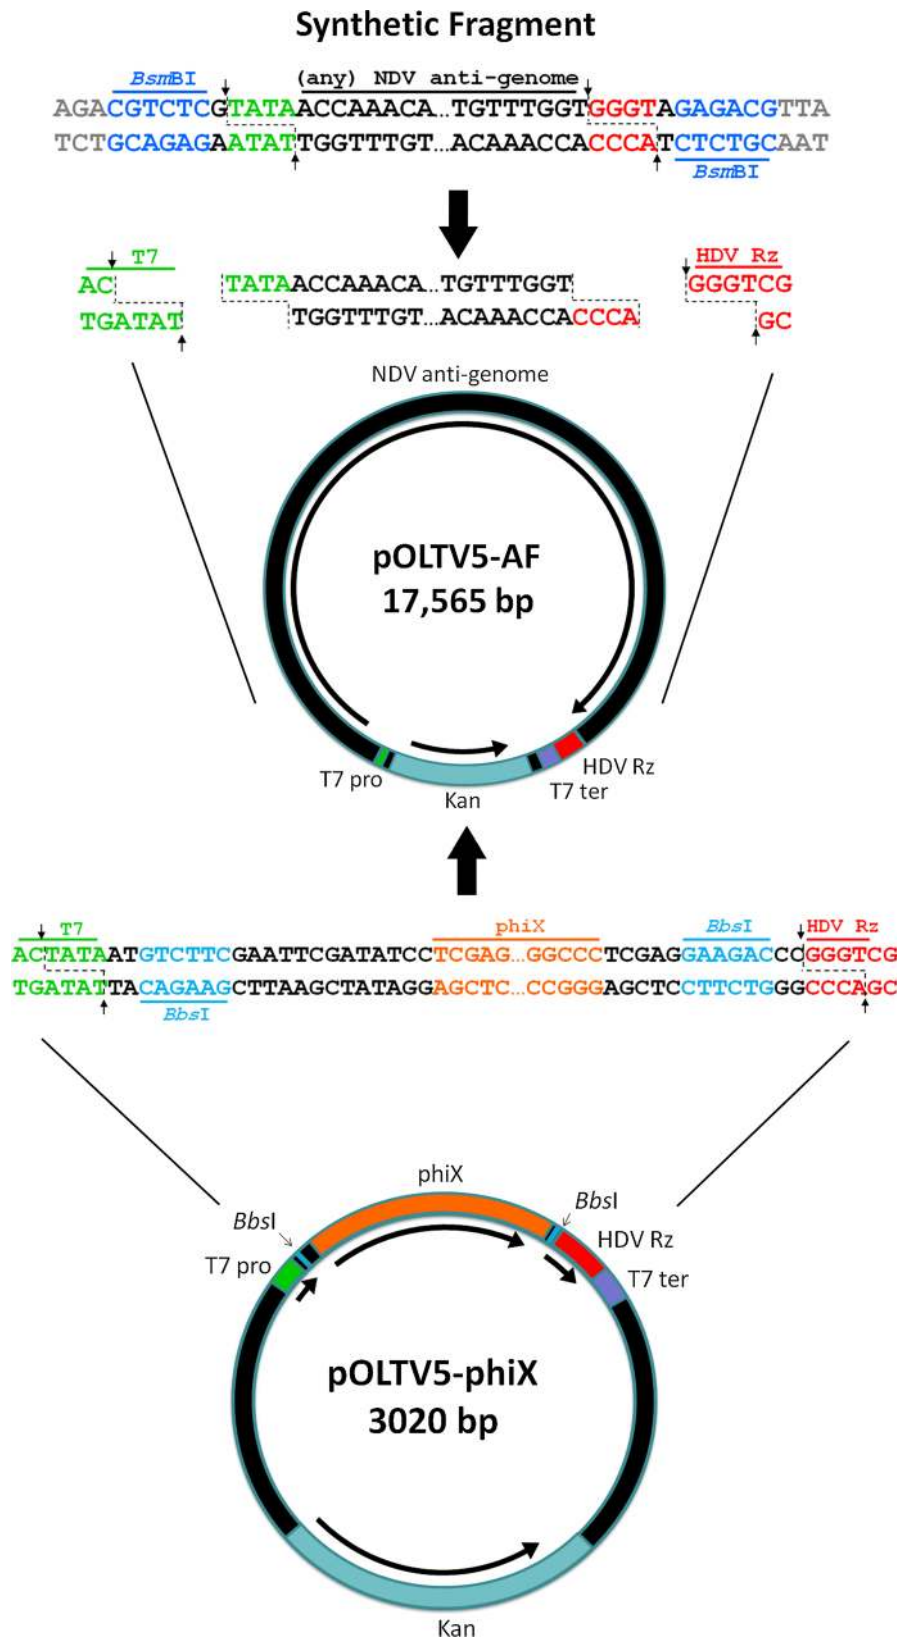 Synthetic Fragment
BsmBI (any) NDV anti-genome
AGACGTCTCGTATAACCAAACA…TGTTTGGTGGGTAGAGACGTTA
TCTGCAGAGAATATTGGTTTGT…ACAAACCACCCATCTCTGCAAT
BsmBI
T7 HDV Rz
AC TATAACCAAACA…TGTTTGGT GGGTCG
TGATAT TGGTTTGT…ACAAACCACCCA GC
NDV anti-genome
pOLTV5-AF
17,565 bp
T7 pro
Kan
T7 ter
HDV Rz
T7 phiX BbsI HDV Rz
ACTATAATGTCTTCGAATTCGATATCCTCGAG…GGCCCTCGAGGAAGACCCGGGTCG
TGATATTACAGAAGCTTAAGCTATAGGAGCTC…CCGGGAGCTCCTTCTGGGCCCAGC
BbsI
phiX
BbsI
BbsI
T7 pro
HDV Rz
T7 ter
pOLTV5-phiX
3020 bp
Kan